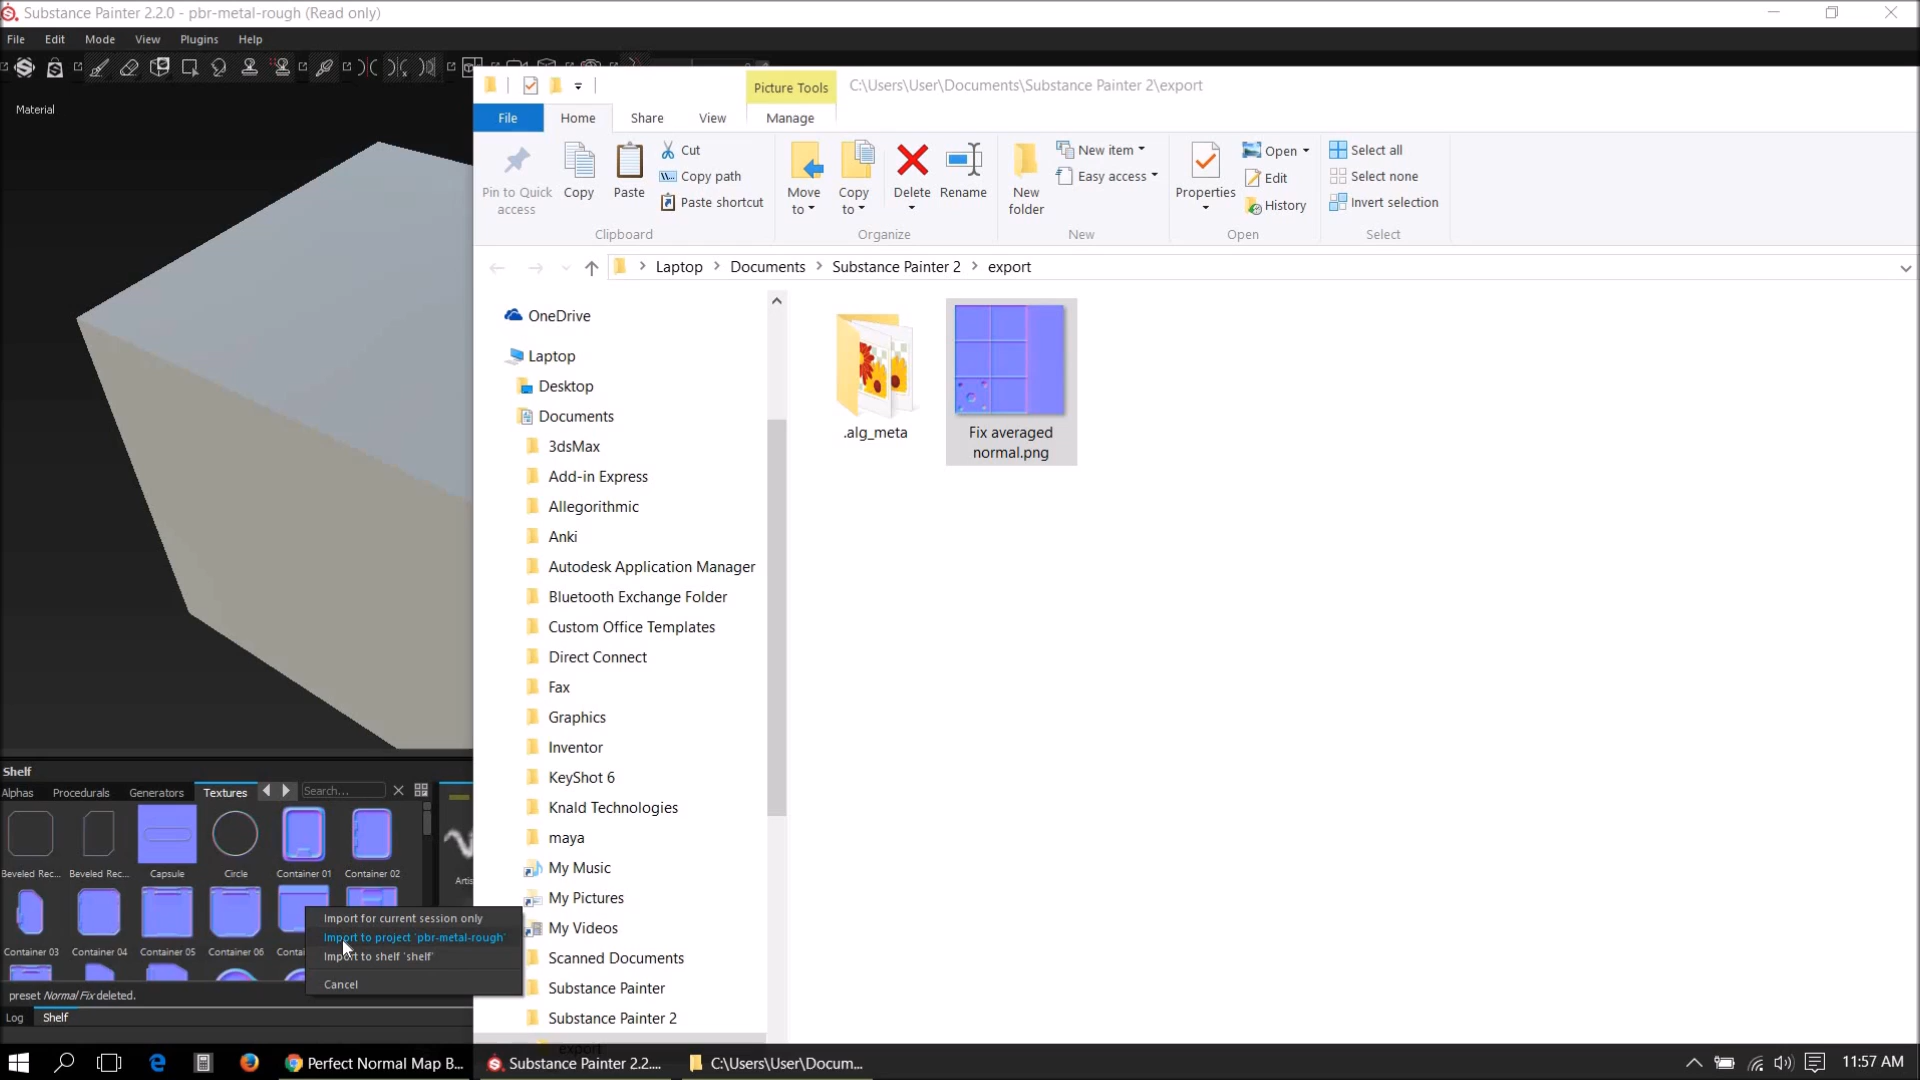 Substance Painter 2.2.0 - pbr-metal-rough (Read only)
File Edit Mode View Plugins Help
Material
Picture Tools
C:\Users\User\Documents\Substance Painter 2\export
File Home Share View Manage
Pin to Quick access
Copy
Paste
Cut
Copy path
Paste shortcut
Clipboard
Move to
Copy to
Delete
Rename
Organize
New folder
New item
Easy access
New
Properties
Open
Edit
History
Open
Select all
Select none
Invert selection
Select
Laptop Documents Substance Painter 2 export
OneDrive
Laptop
Desktop
Documents
3dsMax
Add-in Express
Allegorithmic
Anki
Autodesk Application Manager
Bluetooth Exchange Folder
Custom Office Templates
Direct Connect
Fax
Graphics
Inventor
KeyShot 6
Knald Technologies
maya
My Music
My Pictures
My Videos
Scanned Documents
Substance Painter
Substance Painter 2
export
.alg_meta
Fix averaged
normal.png
Shelf
Alphas Procedurals Generators Textures Search...
Beveled Rec... Beveled Rec... Capsule Circle Container 01 Container 02
Container 03 Container 04 Container 05 Container 06
Import for current session only
Import to project 'pbr-metal-rough'
Import to shelf 'shelf'
Cancel
preset Normal Fix deleted.
Log Shelf
Perfect Normal Map B...
Substance Painter 2.2....
C:\Users\User\Docum...
11:57 AM